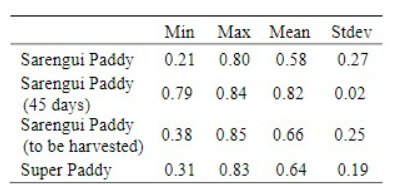 Min Max Mean Stdev
Sarengui Paddy 0.21 0.80 0.58 0.27
Sarengui Paddy
(45 days) 0.79 0.84 0.82 0.02
Sarengui Paddy
(to be harvested) 0.38 0.85 0.66 0.25
Super Paddy 0.31 0.83 0.64 0.19